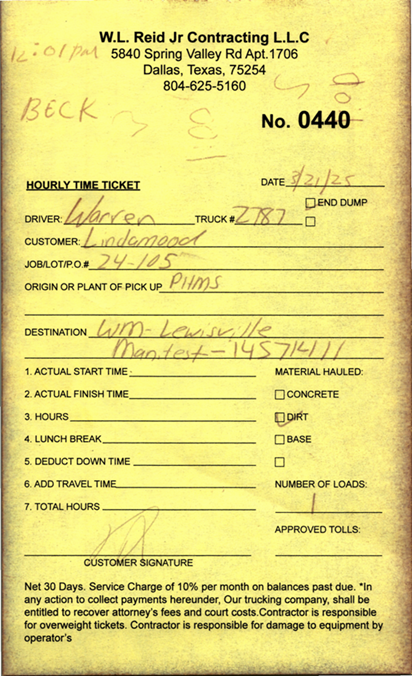 W.L. Reid Jr Contracting L.L.C
5840 Spring Valley Rd Apt.1706
Dallas, Texas, 75254
804-625-5160
12:01pm
BECK
No. 0440
HOURLY TIME TICKET
DATE 3/21/25
END DUMP
DRIVER: Warren TRUCK # 2787
CUSTOMER: Lindamood
JOB/LOT/P.O.# 24-105
ORIGIN OR PLANT OF PICK UP PHMS
DESTINATION WM-Lewisville
Manifest-145714111
1. ACTUAL START TIME MATERIAL HAULED:
2. ACTUAL FINISH TIME CONCRETE
3. HOURS DIRT
4. LUNCH BREAK BASE
5. DEDUCT DOWN TIME
6. ADD TRAVEL TIME NUMBER OF LOADS:
7. TOTAL HOURS 1
APPROVED TOLLS:
CUSTOMER SIGNATURE
Net 30 Days. Service Charge of 10% per month on balances past due. *In
any action to collect payments hereunder, Our trucking company, shall be
entitled to recover attorney's fees and court costs.Contractor is responsible
for overweight tickets. Contractor is responsible for damage to equipment by
operator's